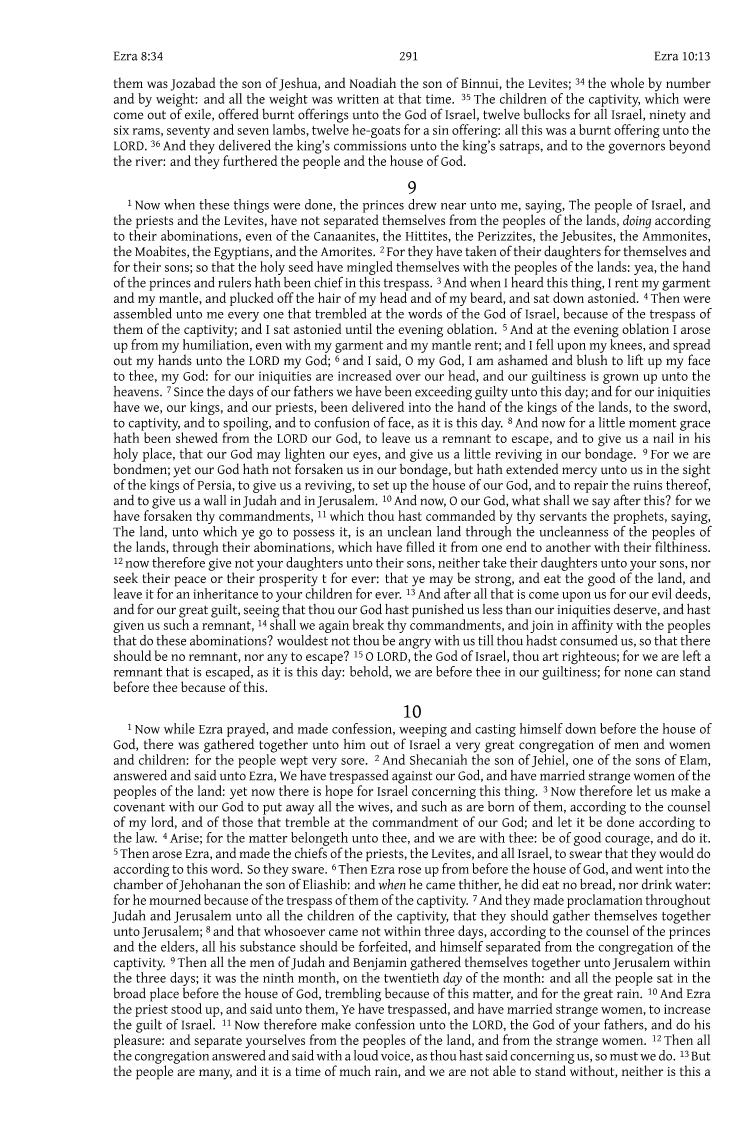 Ezra 8:34 291 Ezra 10:13
them was Jozabad the son of Jeshua, and Noadiah the son of Binnui, the Levites; 34 the whole by number
and by weight: and all the weight was written at that time. 35 The children of the captivity, which were
come out of exile, offered burnt offerings unto the God of Israel, twelve bullocks for all Israel, ninety and
six rams, seventy and seven lambs, twelve he-goats for a sin offering: all this was a burnt offering unto the
LORD. 36 And they delivered the king's commissions unto the king's satraps, and to the governors beyond
the river: and they furthered the people and the house of God.
9
1 Now when these things were done, the princes drew near unto me, saying, The people of Israel, and
the priests and the Levites, have not separated themselves from the peoples of the lands, doing according
to their abominations, even of the Canaanites, the Hittites, the Perizzites, the Jebusites, the Ammonites,
the Moabites, the Egyptians, and the Amorites. 2 For they have taken of their daughters for themselves and
for their sons; so that the holy seed have mingled themselves with the peoples of the lands: yea, the hand
of the princes and rulers hath been chief in this trespass. 3 And when I heard this thing, I rent my garment
and my mantle, and plucked off the hair of my head and of my beard, and sat down astonied. 4 Then were
assembled unto me every one that trembled at the words of the God of Israel, because of the trespass of
them of the captivity; and I sat astonied until the evening oblation. 5 And at the evening oblation I arose
up from my humiliation, even with my garment and my mantle rent; and I fell upon my knees, and spread
out my hands unto the LORD my God; 6 and I said, O my God, I am ashamed and blush to lift up my face
to thee, my God: for our iniquities are increased over our head, and our guiltiness is grown up unto the
heavens. 7 Since the days of our fathers we have been exceeding guilty unto this day; and for our iniquities
have we, our kings, and our priests, been delivered into the hand of the kings of the lands, to the sword,
to captivity, and to spoiling, and to confusion of face, as it is this day. 8 And now for a little moment grace
hath been shewed from the LORD our God, to leave us a remnant to escape, and to give us a nail in his
holy place, that our God may lighten our eyes, and give us a little reviving in our bondage. 9 For we are
bondmen; yet our God hath not forsaken us in our bondage, but hath extended mercy unto us in the sight
of the kings of Persia, to give us a reviving, to set up the house of our God, and to repair the ruins thereof,
and to give us a wall in Judah and in Jerusalem. 10 And now, O our God, what shall we say after this? for we
have forsaken thy commandments, 11 which thou hast commanded by thy servants the prophets, saying,
The land, unto which ye go to possess it, is an unclean land through the uncleanness of the peoples of
the lands, through their abominations, which have filled it from one end to another with their filthiness.
12 now therefore give not your daughters unto their sons, neither take their daughters unto your sons, nor
seek their peace or their prosperity t for ever: that ye may be strong, and eat the good of the land, and
leave it for an inheritance to your children for ever. 13 And after all that is come upon us for our evil deeds,
and for our great guilt, seeing that thou our God hast punished us less than our iniquities deserve, and hast
given us such a remnant, 14 shall we again break thy commandments, and join in affinity with the peoples
that do these abominations? wouldest not thou be angry with us till thou hadst consumed us, so that there
should be no remnant, nor any to escape? 15 O LORD, the God of Israel, thou art righteous; for we are left a
remnant that is escaped, as it is this day: behold, we are before thee in our guiltiness; for none can stand
before thee because of this.
10
1 Now while Ezra prayed, and made confession, weeping and casting himself down before the house of
God, there was gathered together unto him out of Israel a very great congregation of men and women
and children: for the people wept very sore. 2 And Shecaniah the son of Jehiel, one of the sons of Elam,
answered and said unto Ezra, We have trespassed against our God, and have married strange women of the
peoples of the land: yet now there is hope for Israel concerning this thing. 3 Now therefore let us make a
covenant with our God to put away all the wives, and such as are born of them, according to the counsel
of my lord, and of those that tremble at the commandment of our God; and let it be done according to
the law. 4 Arise; for the matter belongeth unto thee, and we are with thee: be of good courage, and do it.
5 Then arose Ezra, and made the chiefs of the priests, the Levites, and all Israel, to swear that they would do
according to this word. So they sware. 6 Then Ezra rose up from before the house of God, and went into the
chamber of Jehohanan the son of Eliashib: and when he came thither, he did eat no bread, nor drink water:
for he mourned because of the trespass of them of the captivity. 7 And they made proclamation throughout
Judah and Jerusalem unto all the children of the captivity, that they should gather themselves together
unto Jerusalem; 8 and that whosoever came not within three days, according to the counsel of the princes
and the elders, all his substance should be forfeited, and himself separated from the congregation of the
captivity. 9 Then all the men of Judah and Benjamin gathered themselves together unto Jerusalem within
the three days; it was the ninth month, on the twentieth day of the month: and all the people sat in the
broad place before the house of God, trembling because of this matter, and for the great rain. 10 And Ezra
the priest stood up, and said unto them, Ye have trespassed, and have married strange women, to increase
the guilt of Israel. 11 Now therefore make confession unto the LORD, the God of your fathers, and do his
pleasure: and separate yourselves from the peoples of the land, and from the strange women. 12 Then all
the congregation answered and said with a loud voice, as thou hast said concerning us, so must we do. 13 But
the people are many, and it is a time of much rain, and we are not able to stand without, neither is this a